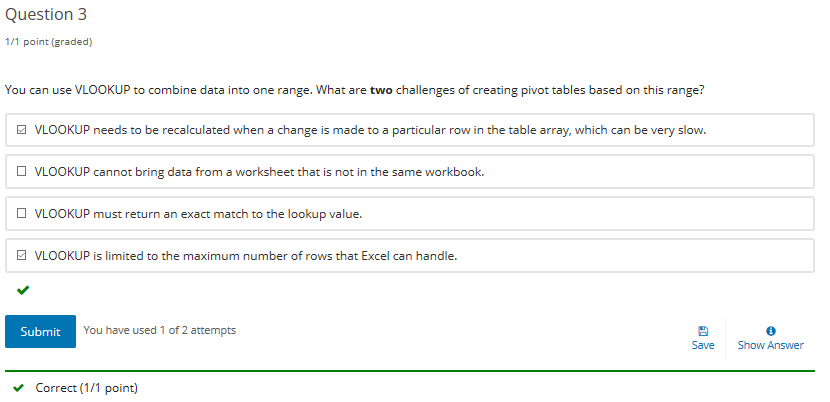 Question 3
1/1 point (graded)
You can use VLOOKUP to combine data into one range. What are two challenges of creating pivot tables based on this range?
VLOOKUP needs to be recalculated when a change is made to a particular row in the table array, which can be very slow.
VLOOKUP cannot bring data from a worksheet that is not in the same workbook.
VLOOKUP must return an exact match to the lookup value.
VLOOKUP is limited to the maximum number of rows that Excel can handle.
Submit You have used 1 of 2 attempts
Save Show Answer
Correct (1/1 point)